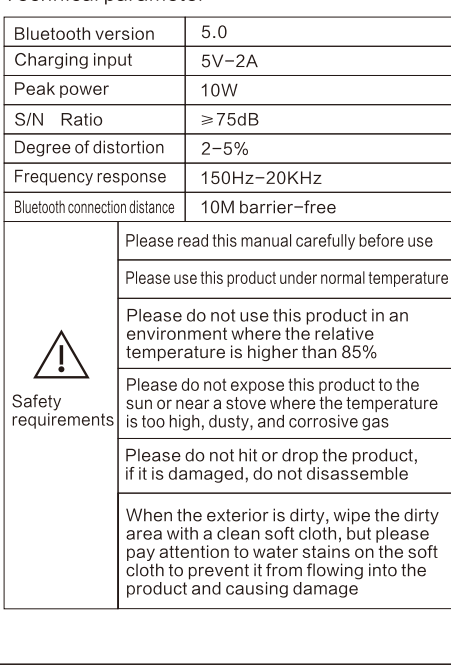 Bluetooth version 5.0
Charging input 5V-2A
Peak power 10W
S/N Ratio ≥75dB
Degree of distortion 2-5%
Frequency response 150Hz-20KHz
Bluetooth connection distance 10M barrier-free
Safety
requirements
Please read this manual carefully before use
Please use this product under normal temperature
Please do not use this product in an
environment where the relative
temperature is higher than 85%
Please do not expose this product to the
sun or near a stove where the temperature
is too high, dusty, and corrosive gas
Please do not hit or drop the product,
if it is damaged, do not disassemble
When the exterior is dirty, wipe the dirty
area with a clean soft cloth, but please
pay attention to water stains on the soft
cloth to prevent it from flowing into the
product and causing damage